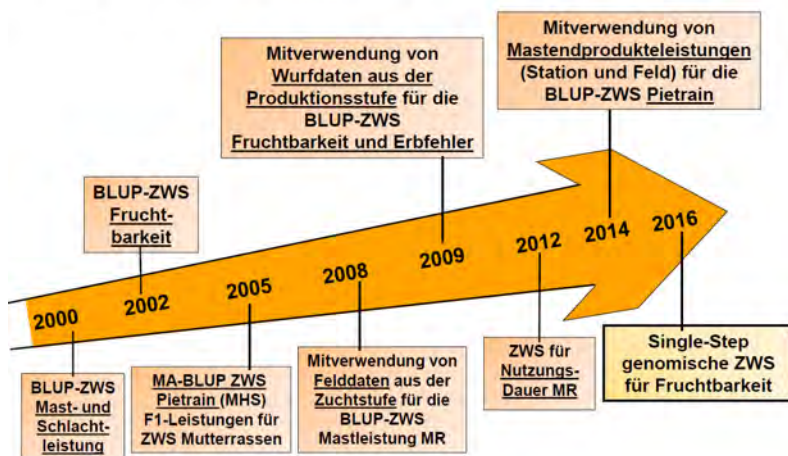 Mitverwendung von
Wurfdaten aus der
Produktionsstufe für die
BLUP-ZWS
Fruchtbarkeit und Erbfehler
Mitverwendung von
Mastendprodukteleistungen
(Station und Feld) für die
BLUP-ZWS Pietrain
BLUP-ZWS
Frucht-
barkeit
2000
2002
2005
2008
2009
2012
2014
2016
BLUP-ZWS
Mast- und
Schlacht-
leistung
MA-BLUP ZWS
Pietrain (MHS)
F1-Leistungen für
ZWS Mutterrassen
Mitverwendung von
Felddaten aus der
Zuchtstufe für die
BLUP-ZWS
Mastleistung MR
ZWS für
Nutzungs-
Dauer MR
Single-Step
genomische ZWS
für Fruchtbarkeit